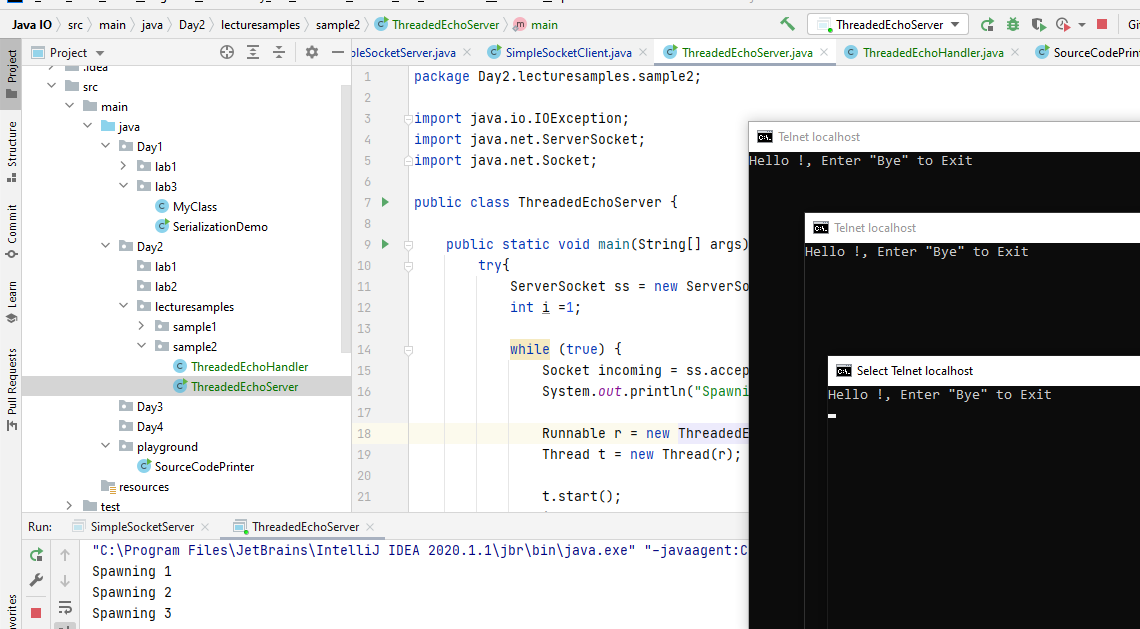 Java IO src main java Day2 lecturesamples sample2 ThreadedEchoServer main ThreadedEchoServer
Project
SimpleSocketClient.java ThreadedEchoServer.java ThreadedEchoHandler.java
Project
Structure
Commit
Learn
Pull Requests
.idea
src
main
java
Day1
lab1
lab3
MyClass
SerializationDemo
Day2
lab1
lab2
lecturesamples
sample1
sample2
ThreadedEchoHandler
ThreadedEchoServer
Day3
Day4
playground
SourceCodePrinter
resources
test
1 package Day2.lecturesamples.sample2;
2
3 import java.io.IOException;
4 import java.net.ServerSocket;
5 import java.net.Socket;
6
7 public class ThreadedEchoServer {
8
9 public static void main(String[] args)
10 try{
11 ServerSocket ss = new ServerSo
12 int i =1;
13
14 while (true) {
15 Socket incoming = ss.accep
16 System.out.println("Spawni
17
18 Runnable r = new ThreadedE
19 Thread t = new Thread(r);
20
21 t.start();
Telnet localhost
Hello !, Enter "Bye" to Exit
Telnet localhost
Hello !, Enter "Bye" to Exit
Select Telnet localhost
Hello !, Enter "Bye" to Exit
Run: SimpleSocketServer ThreadedEchoServer
"C:\Program Files\JetBrains\IntelliJ IDEA 2020.1.1\jbr\bin\java.exe" "-javaagent:C
Spawning 1
Spawning 2
Spawning 3